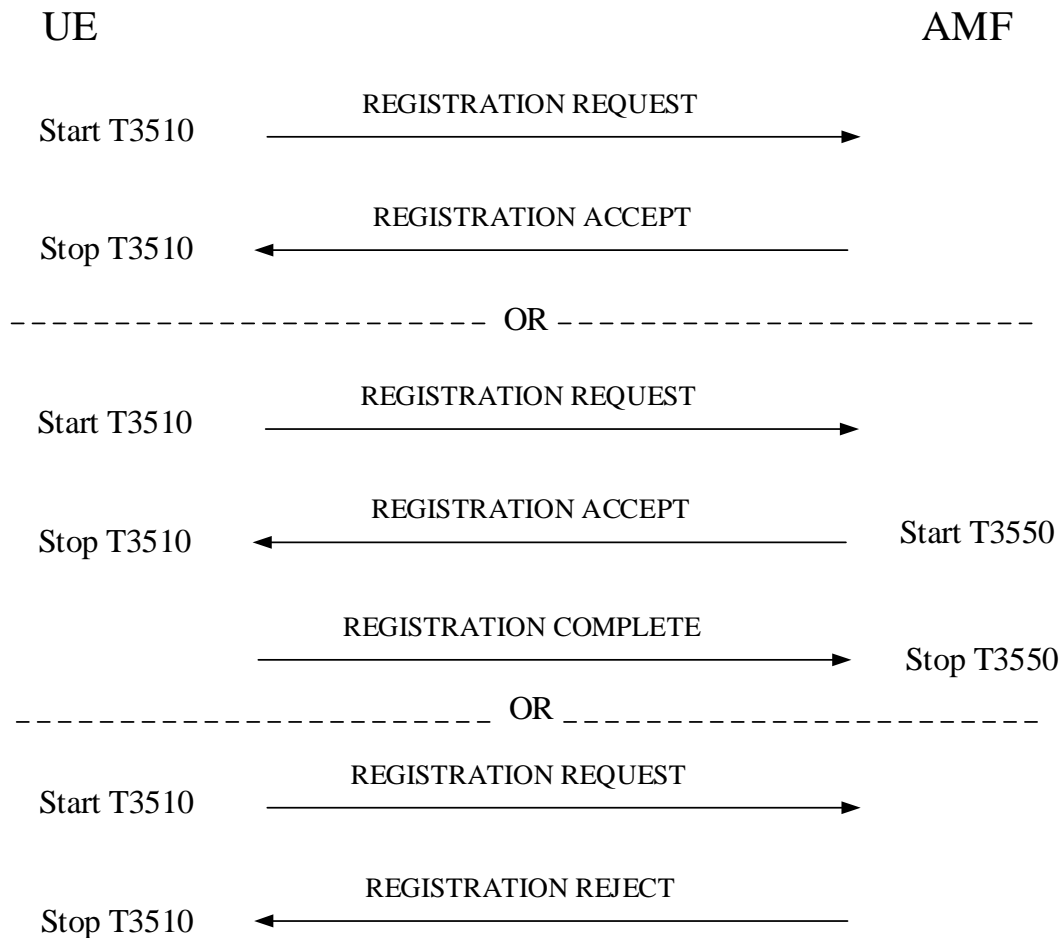 UE AMF
REGISTRATION REQUEST
Start T3510
REGISTRATION ACCEPT
Stop T3510
OR
REGISTRATION REQUEST
Start T3510
REGISTRATION ACCEPT
Stop T3510 Start T3550
REGISTRATION COMPLETE
Stop T3550
OR
REGISTRATION REQUEST
Start T3510
REGISTRATION REJECT
Stop T3510